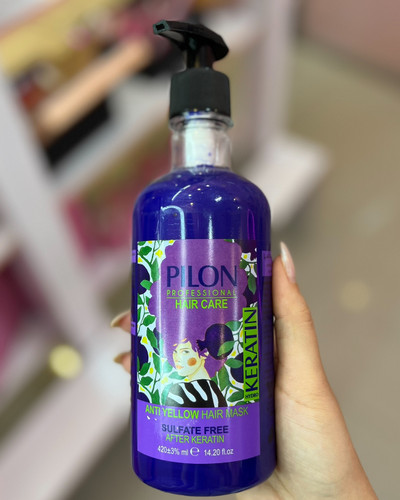 PILON
PROFESSIONAL
HAIR CARE
KERATIN
ANTI YELLOW HAIR MASK
SULFATE FREE
AFTER KERATIN
420±3% ml ℮ 14.20 fl.oz